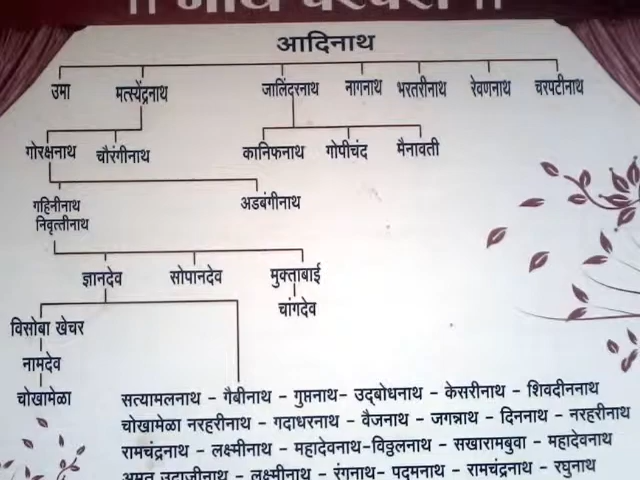 आदिनाथ
उमा मत्स्येंद्रनाथ जालिंदरनाथ नागनाथ भरतरीनाथ रेवणनाथ चरपटीनाथ
गोरक्षनाथ चौरंगीनाथ कानिफनाथ गोपीचंद मैनावती
गहिनीनाथ अडबंगीनाथ
निवृत्तीनाथ
ज्ञानदेव सोपानदेव मुक्ताबाई
चांगदेव
विसोबा खेचर
नामदेव
चोखामेळा
सत्यामलनाथ - गैबीनाथ - गुप्तनाथ- उद्बोधनाथ - केसरीनाथ - शिवदीननाथ
चोखामेळा नरहरीनाथ - गदाधरनाथ - वैजनाथ - जगन्नाथ - दिननाथ - नरहरीनाथ
रामचंद्रनाथ - लक्ष्मीनाथ - महादेवनाथ-विठ्ठलनाथ - सखारामबुवा - महादेवनाथ
- लक्ष्मीनाथ - रंगनाथ- पदमनाथ - रामचंद्रनाथ - रघुनाथ